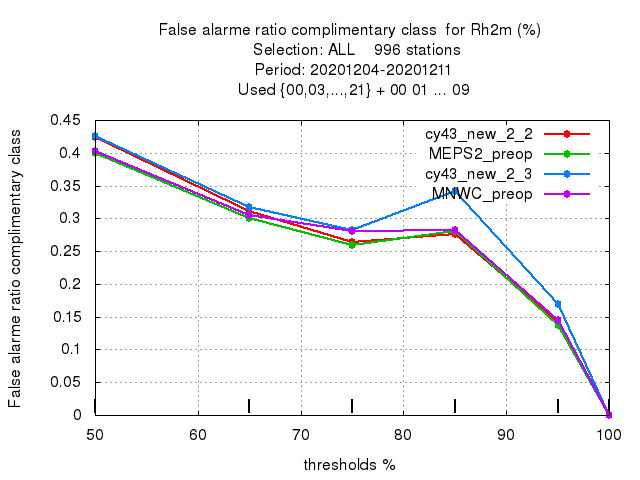 False alarme ratio complimentary class  for Rh2m (%)
Selection: ALL    996 stations
Period: 20201204-20201211
Used {00,03,...,21} + 00 01 ... 09
False alarme ratio complimentary class
0.45
0.4
0.35
0.3
0.25
0.2
0.15
0.1
0.05
0
cy43_new_2_2
MEPS2_preop
cy43_new_2_3
MNWC_preop
50 60 70 80 90 100
thresholds %